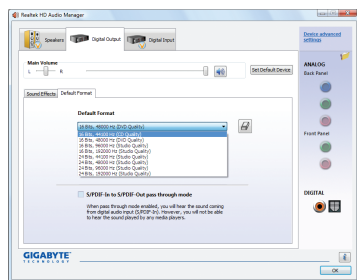 Realtek HD Audio Manager
Speakers
Digital Output
Digital Input
Device advanced
settings
Main Volume
L
R
Set Default Device
ANALOG
Back Panel
Sound Effects
Default Format
Default Format
16 Bits, 48000 Hz (DVD Quality)
16 Bits, 44100 Hz (CD Quality)
16 Bits, 48000 Hz (DVD Quality)
16 Bits, 96000 Hz (Studio Quality)
16 Bits, 192000 Hz (Studio Quality)
24 Bits, 44100 Hz (Studio Quality)
24 Bits, 48000 Hz (Studio Quality)
24 Bits, 96000 Hz (Studio Quality)
24 Bits, 192000 Hz (Studio Quality)
Front Panel
S/PDIF-In to S/PDIF-Out pass through mode
When pass through mode enabled, you will hear the sound coming
from digital audio input (S/PDIF-In). However, you will not be able
to hear the sound played by any media players.
DIGITAL
GIGABYTE
TECHNOLOGY
OK